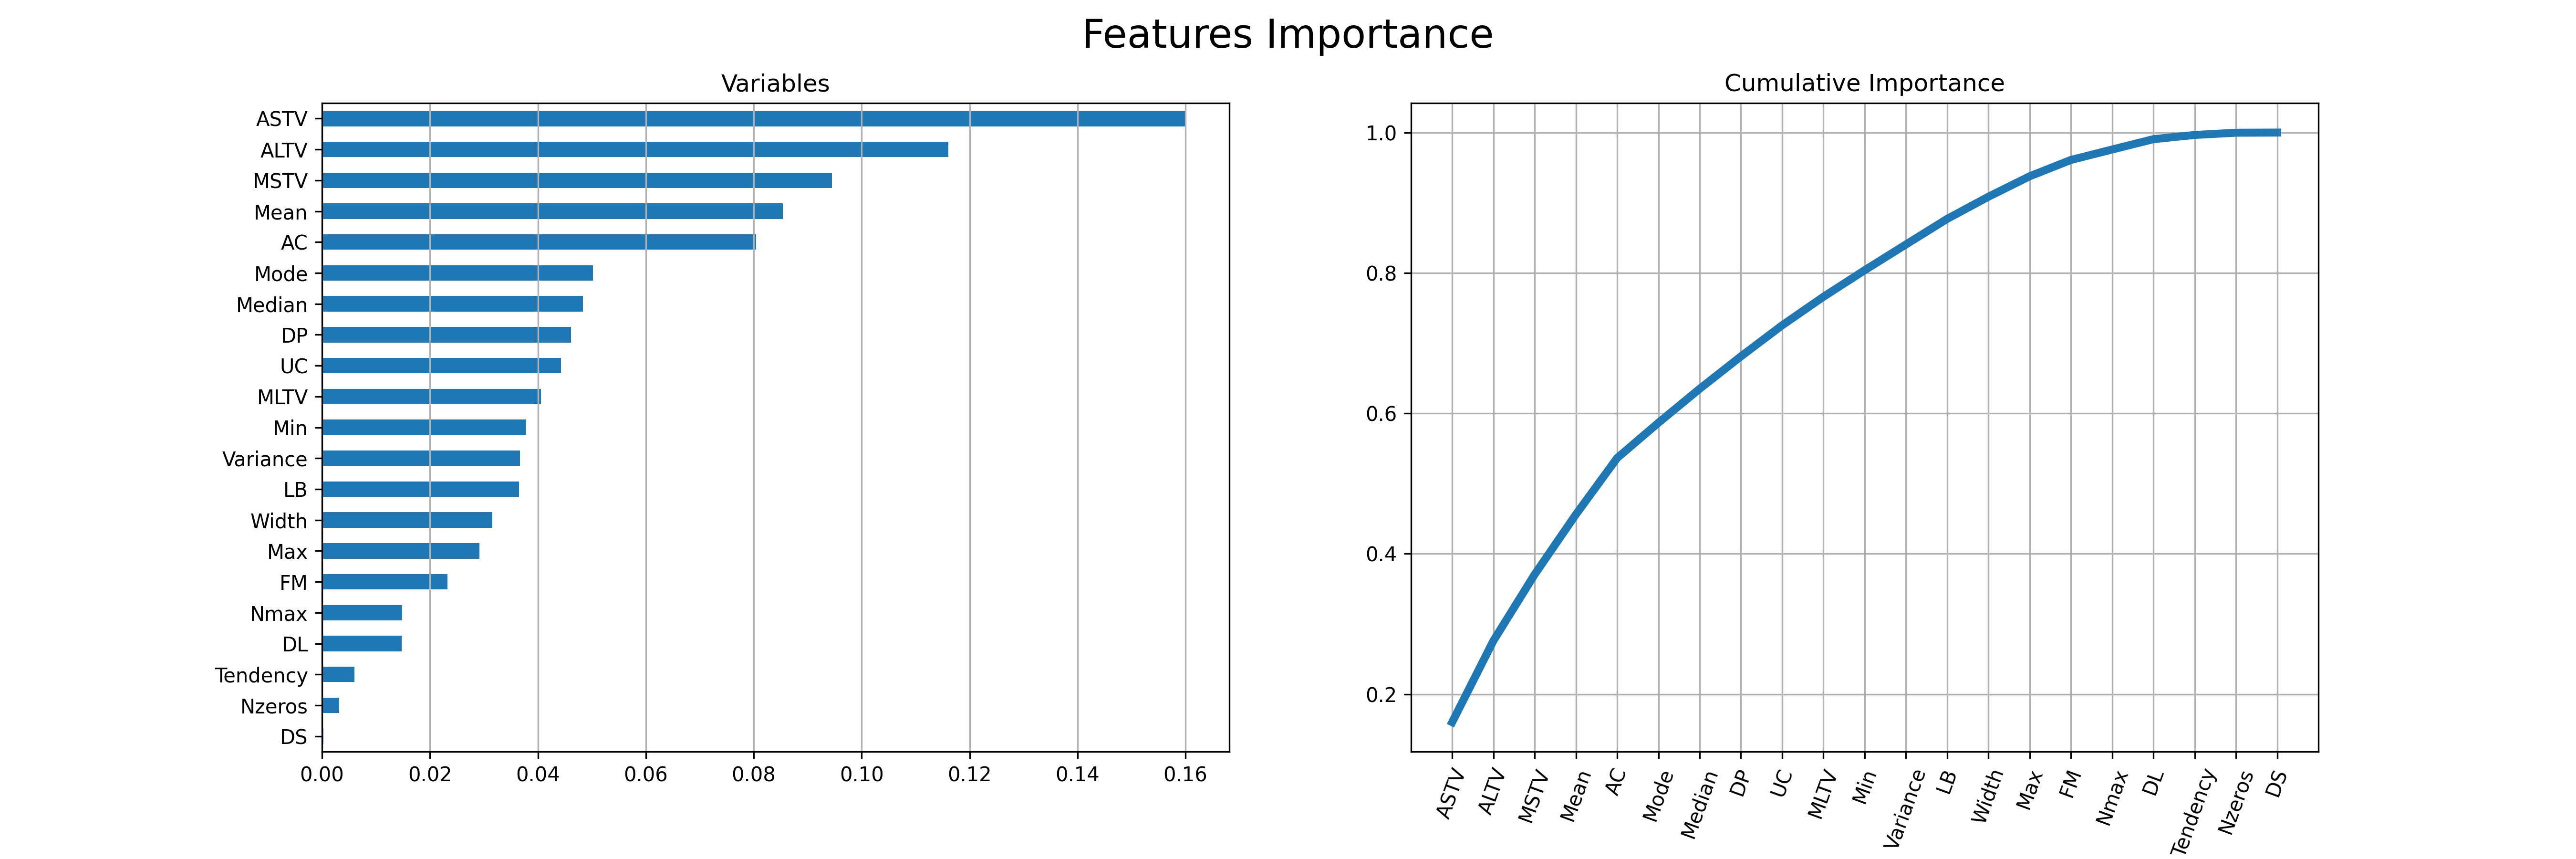 Features Importance
Variables
ASTV
ALTV
MSTV
Mean
AC
Mode
Median
DP
UC
MLTV
Min
Variance
LB
Width
Max
FM
Nmax
DL
Tendency
Nzeros
DS
0.00 0.02 0.04 0.06 0.08 0.10 0.12 0.14 0.16
Cumulative Importance
1.0
0.8
0.6
0.4
0.2
ASTV ALTV MSTV Mean AC Mode Median DP UC MLTV Min Variance LB Width Max FM Nmax DL Tendency Nzeros DS